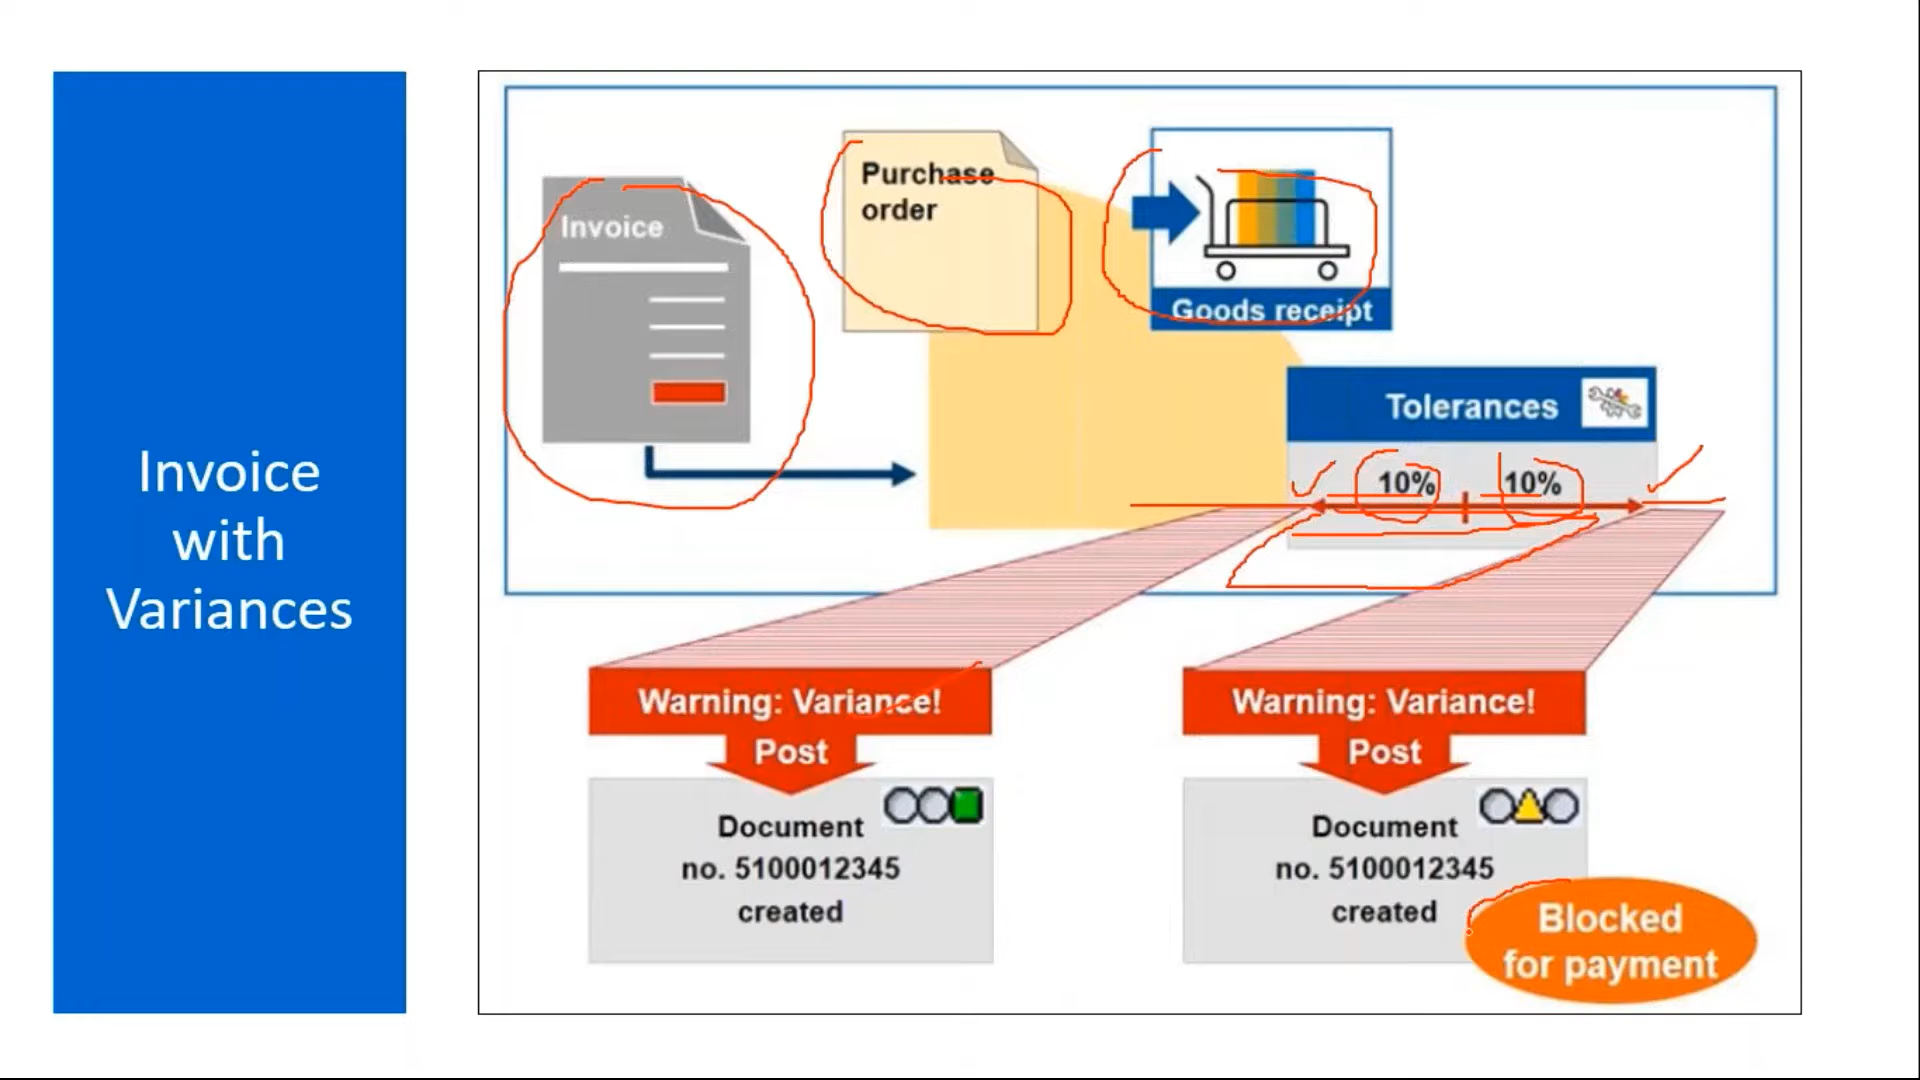 Invoice
with
Variances
Invoice
Purchase
order
Goods receipt
Tolerances
10% 10%
Warning: Variance!
Post
Document
no. 5100012345
created
Warning: Variance!
Post
Document
no. 5100012345
created
Blocked
for payment